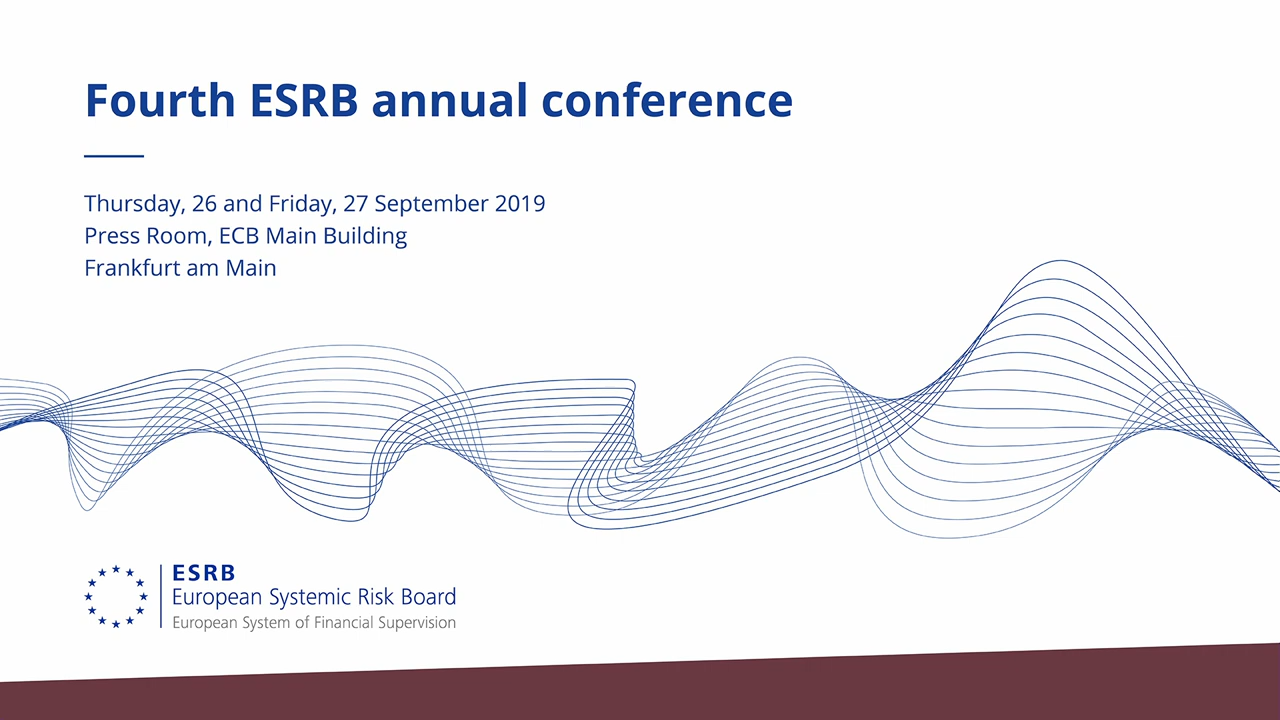 Fourth ESRB annual conference
Thursday, 26 and Friday, 27 September 2019
Press Room, ECB Main Building
Frankfurt am Main
ESRB
European Systemic Risk Board
European System of Financial Supervision